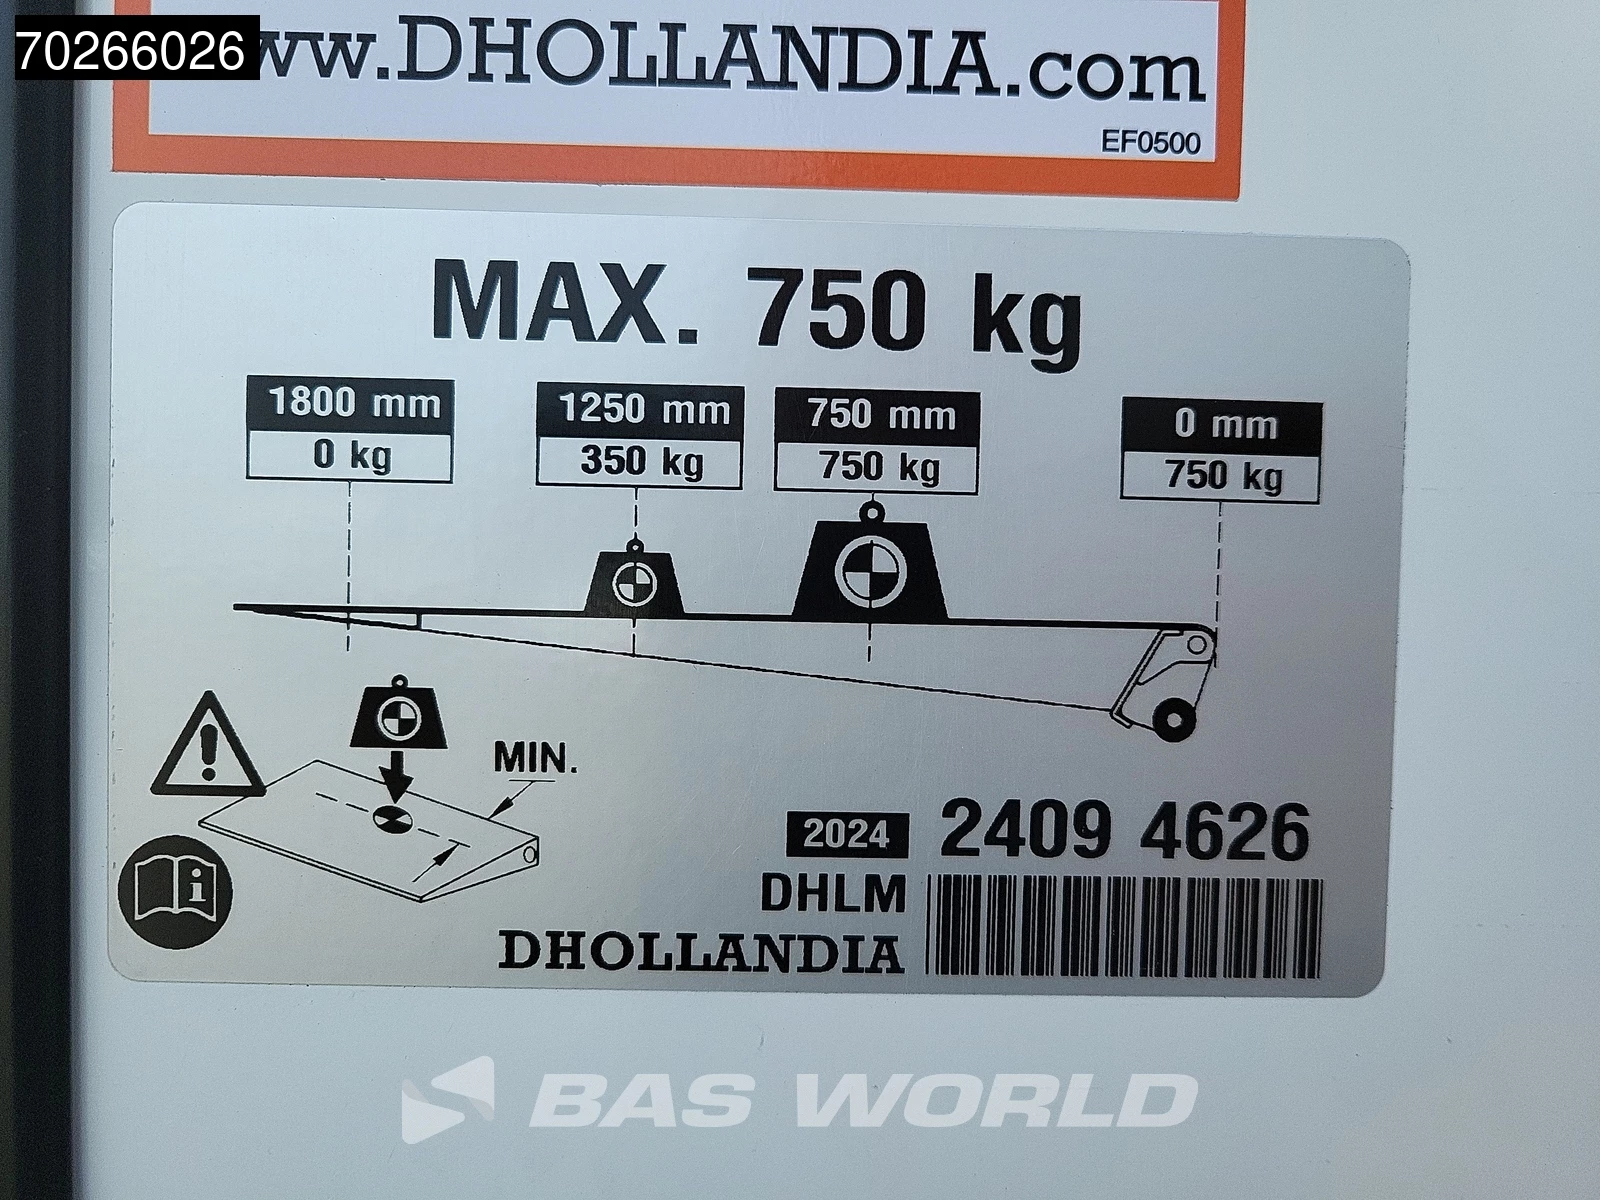 70266026
ww.DHOLLANDIA.com
EF0500
MAX. 750 kg
1800 mm 1250 mm 750 mm 0 mm
0 kg 350 kg 750 kg 750 kg
MIN.
2024 2409 4626
DHLM
DHOLLANDIA
BAS WORLD